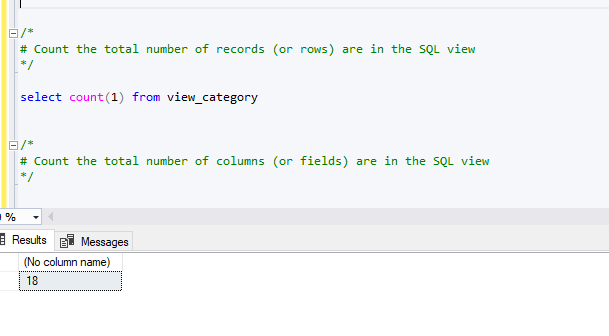 /*
# Count the total number of records (or rows) are in the SQL view
*/
select count(1) from view_category
/*
# Count the total number of columns (or fields) are in the SQL view
*/
%
Results Messages
(No column name)
18